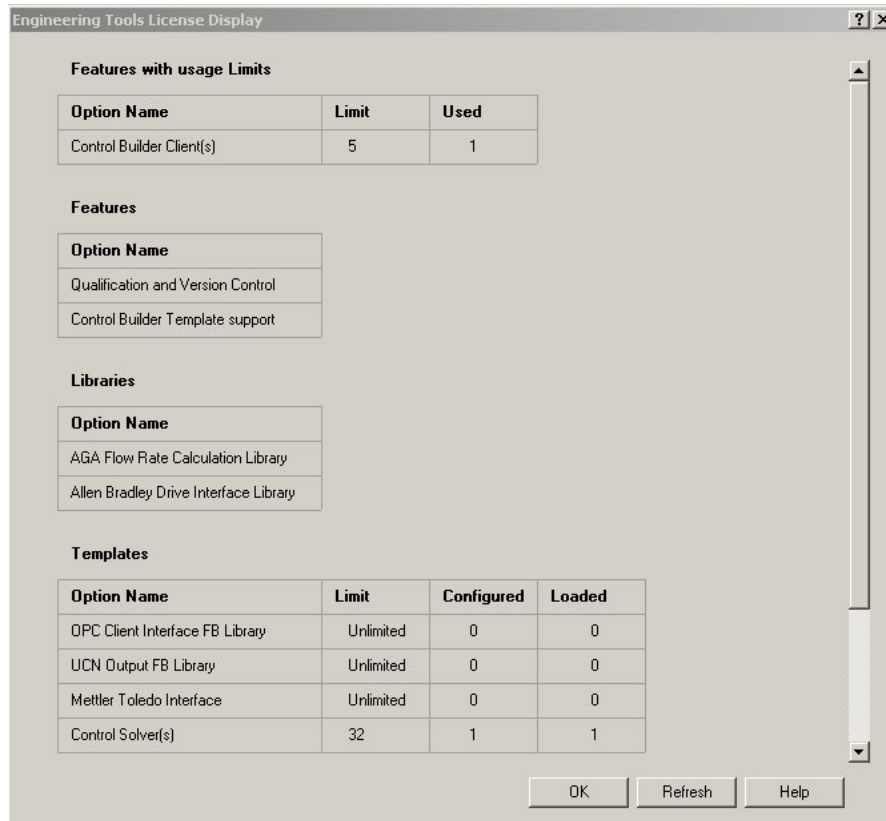 Engineering Tools License Display
Features with usage Limits
Option Name Limit Used
Control Builder Client(s) 5 1
Features
Option Name
Qualification and Version Control
Control Builder Template support
Libraries
Option Name
AGA Flow Rate Calculation Library
Allen Bradley Drive Interface Library
Templates
Option Name Limit Configured Loaded
OPC Client Interface FB Library Unlimited 0 0
UCN Output FB Library Unlimited 0 0
Mettler Toledo Interface Unlimited 0 0
Control Solver(s) 32 1 1
OK Refresh Help